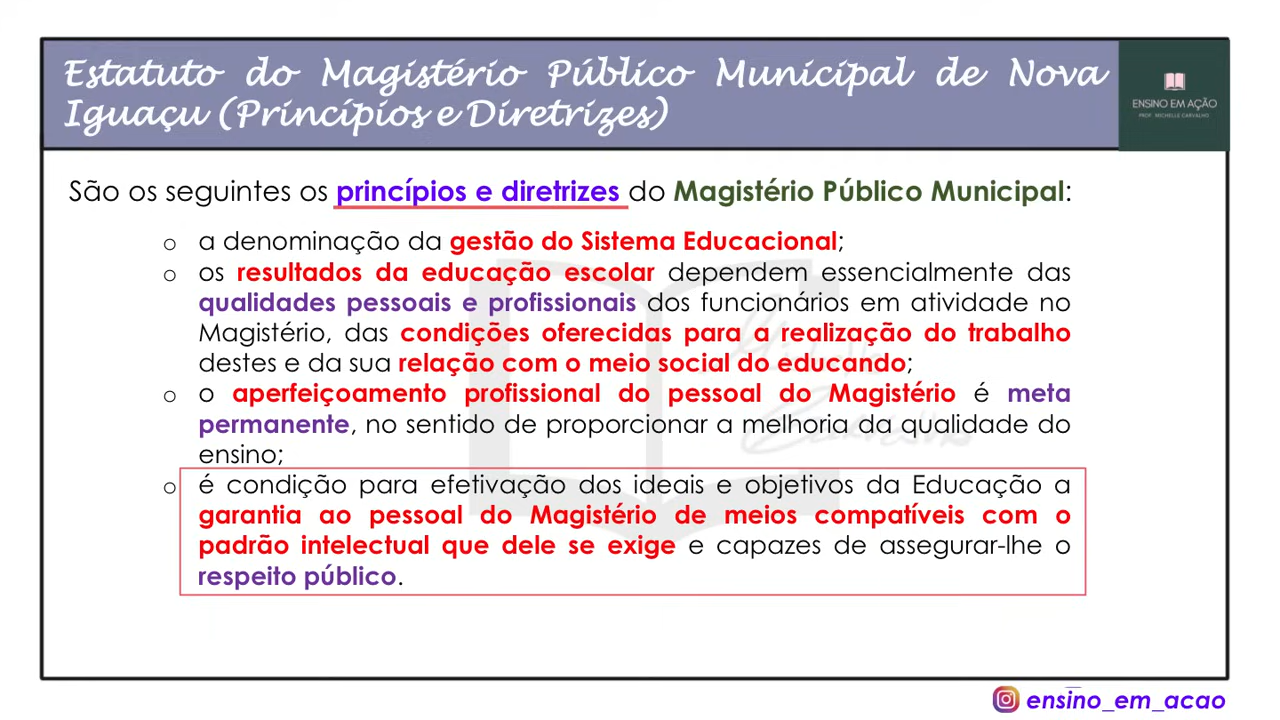 Estatuto do Magistério Público Municipal de Nova
Iguaçu (Princípios e Diretrizes)
ENSINO EM AÇÃO
PROF. MICHELLE CARVALHO
São os seguintes os princípios e diretrizes do Magistério Público Municipal:
o a denominação da gestão do Sistema Educacional;
o os resultados da educação escolar dependem essencialmente das
qualidades pessoais e profissionais dos funcionários em atividade no
Magistério, das condições oferecidas para a realização do trabalho
destes e da sua relação com o meio social do educando;
o o aperfeiçoamento profissional do pessoal do Magistério é meta
permanente, no sentido de proporcionar a melhoria da qualidade do
ensino;
o é condição para efetivação dos ideais e objetivos da Educação a
garantia ao pessoal do Magistério de meios compatíveis com o
padrão intelectual que dele se exige e capazes de assegurar-lhe o
respeito público.
ensino_em_acao